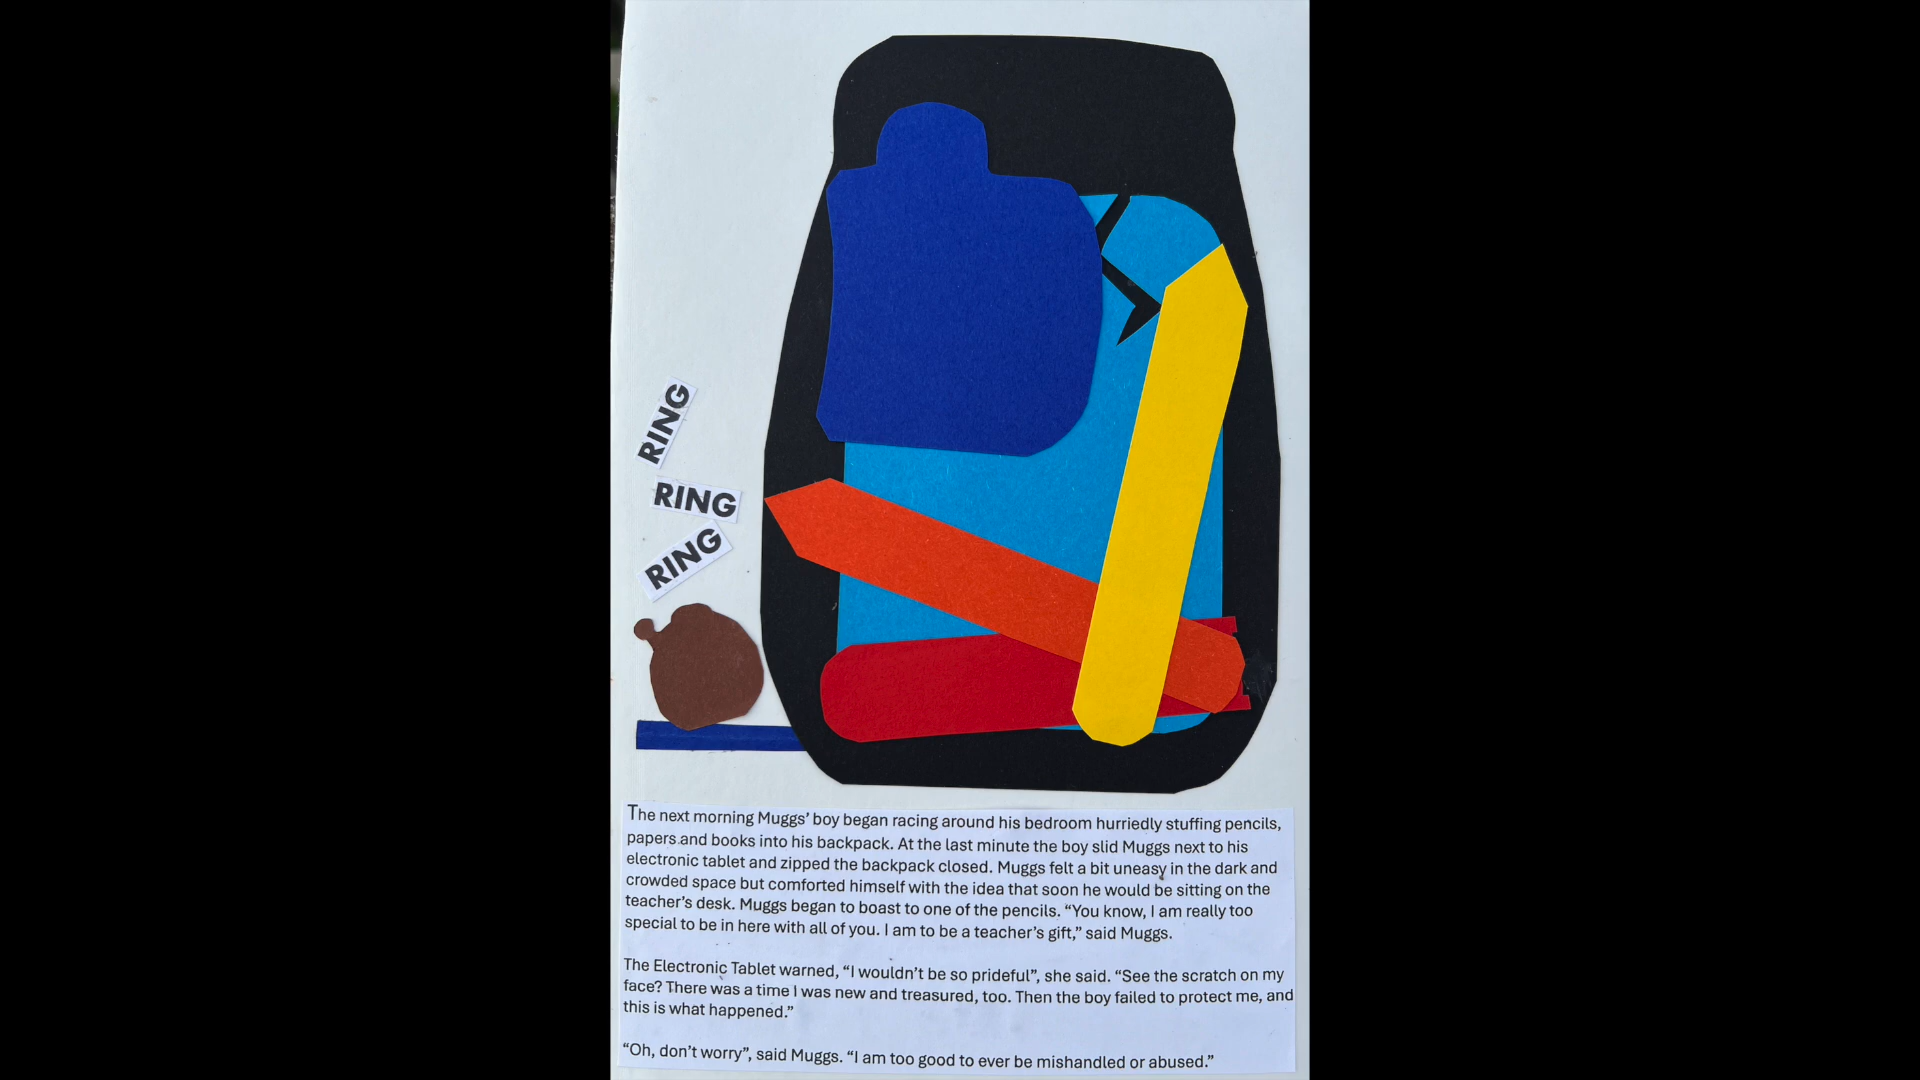 RING
RING
RING
The next morning Muggs’ boy began racing around his bedroom hurriedly stuffing pencils,
papers and books into his backpack. At the last minute the boy slid Muggs next to his
electronic tablet and zipped the backpack closed. Muggs felt a bit uneasy in the dark and
crowded space but comforted himself with the idea that soon he would be sitting on the
teacher’s desk. Muggs began to boast to one of the pencils. “You know, I am really too
special to be in here with all of you. I am to be a teacher’s gift,” said Muggs.
The Electronic Tablet warned, “I wouldn’t be so prideful”, she said. “See the scratch on my
face? There was a time I was new and treasured, too. Then the boy failed to protect me, and
this is what happened.”
“Oh, don’t worry”, said Muggs. “I am too good to ever be mishandled or abused.”